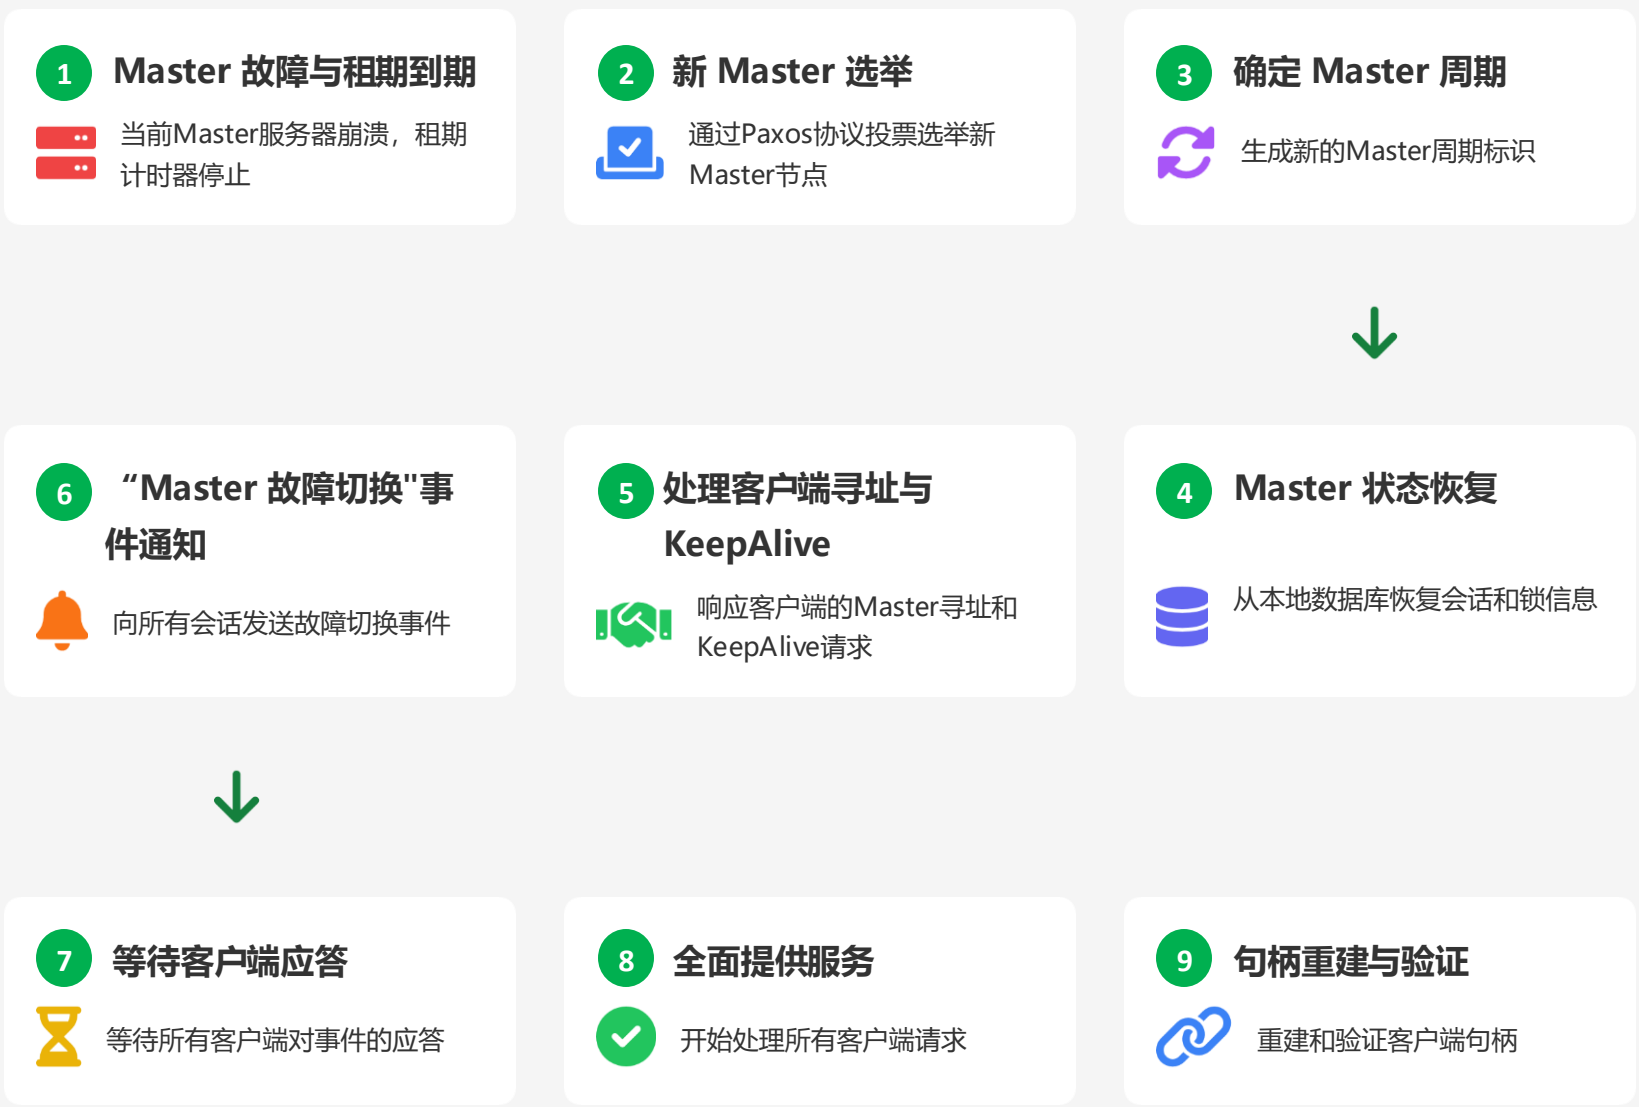 1 Master 故障与租期到期
当前Master服务器崩溃，租期
计时器停止
2 新 Master 选举
通过Paxos协议投票选举新
Master节点
3 确定 Master 周期
生成新的Master周期标识
6 “Master 故障切换"事
件通知
向所有会话发送故障切换事件
5 处理客户端寻址与
KeepAlive
响应客户端的Master寻址和
KeepAlive请求
4 Master 状态恢复
从本地数据库恢复会话和锁信息
7 等待客户端应答
等待所有客户端对事件的应答
8 全面提供服务
开始处理所有客户端请求
9 句柄重建与验证
重建和验证客户端句柄